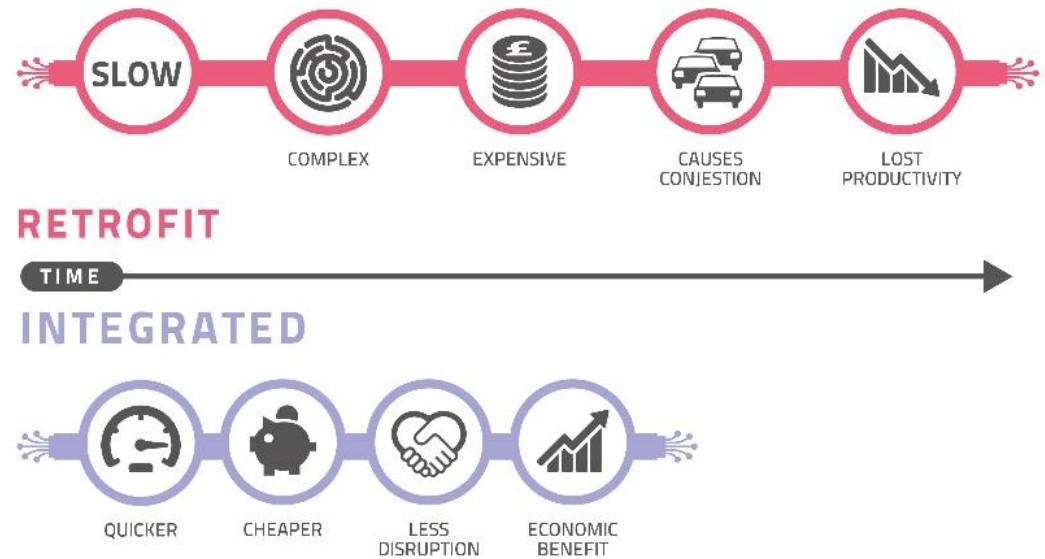 SLOW
£
COMPLEX
EXPENSIVE
CAUSES
CONJESTION
LOST
PRODUCTIVITY
RETROFIT
TIME
INTEGRATED
QUICKER
CHEAPER
LESS
DISRUPTION
ECONOMIC
BENEFIT